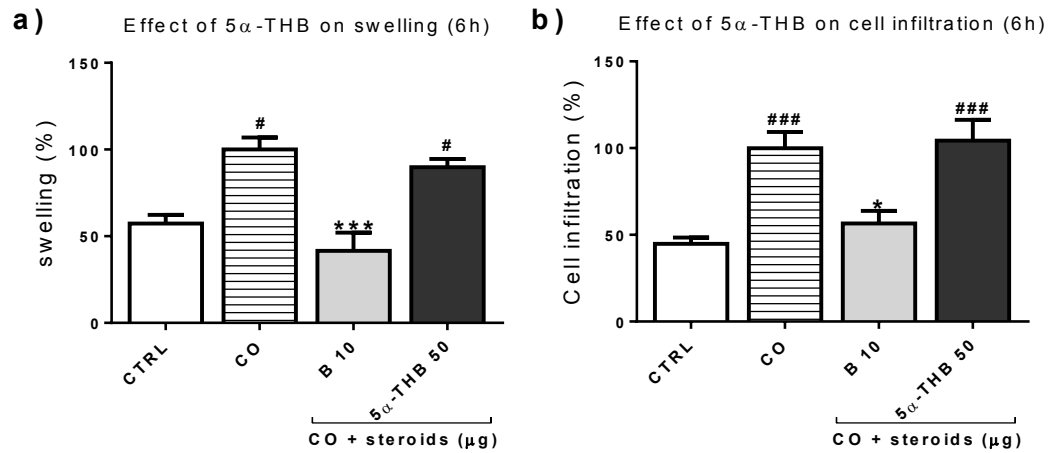 a)
Effect of 5α-THB on swelling (6h)
swelling (%)
150
100
50
0
#
***
#
CTRL
CO
B 10
5α-THB 50
CO + steroids (μg)
b)
Effect of 5α-THB on cell infiltration (6h)
Cell infiltration (%)
150
100
50
0
###
*
###
CTRL
CO
B 10
5α-THB 50
CO + steroids (μg)